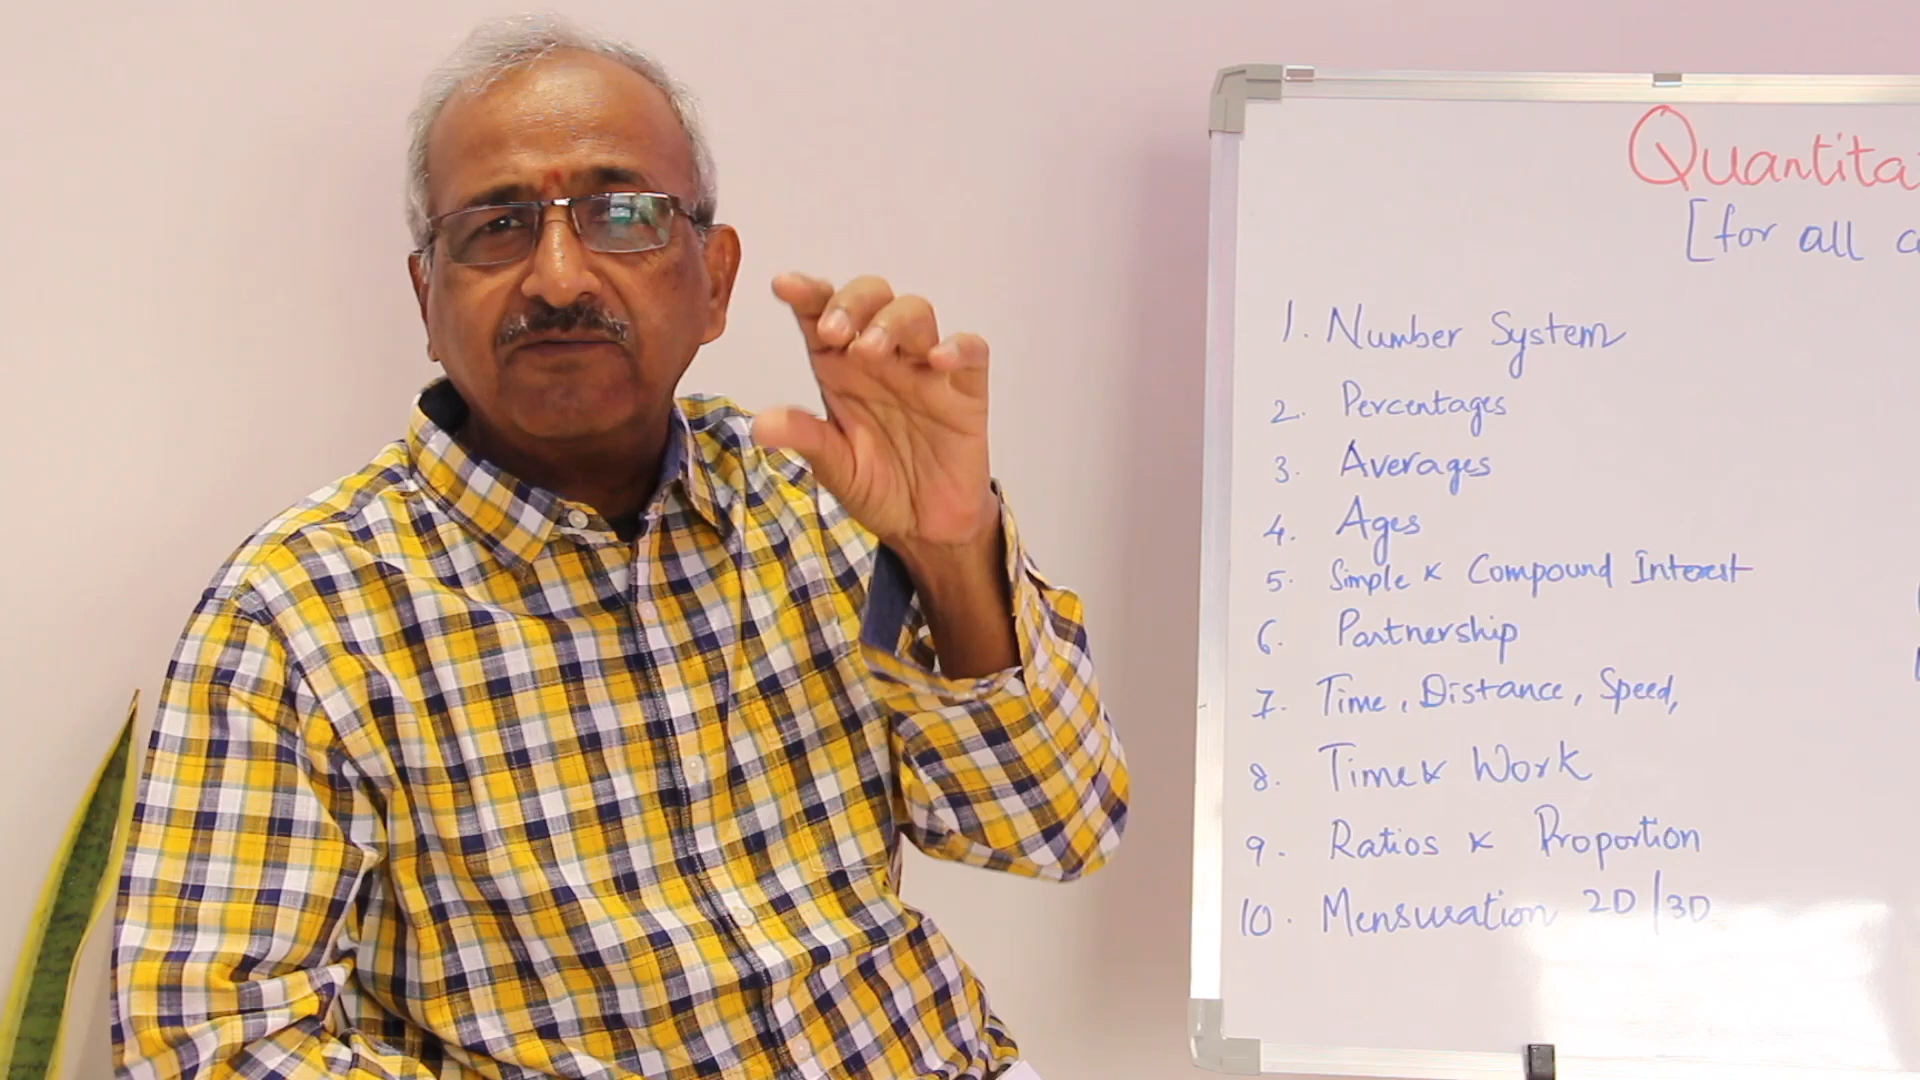 Quantita
[for all c
1. Number System
2. Percentages
3. Averages
4. Ages
5. Simple & Compound Interest
6. Partnership
7. Time, Distance, Speed,
8. Time & Work
9. Ratios & Proportion
10. Mensuration 2D/3D